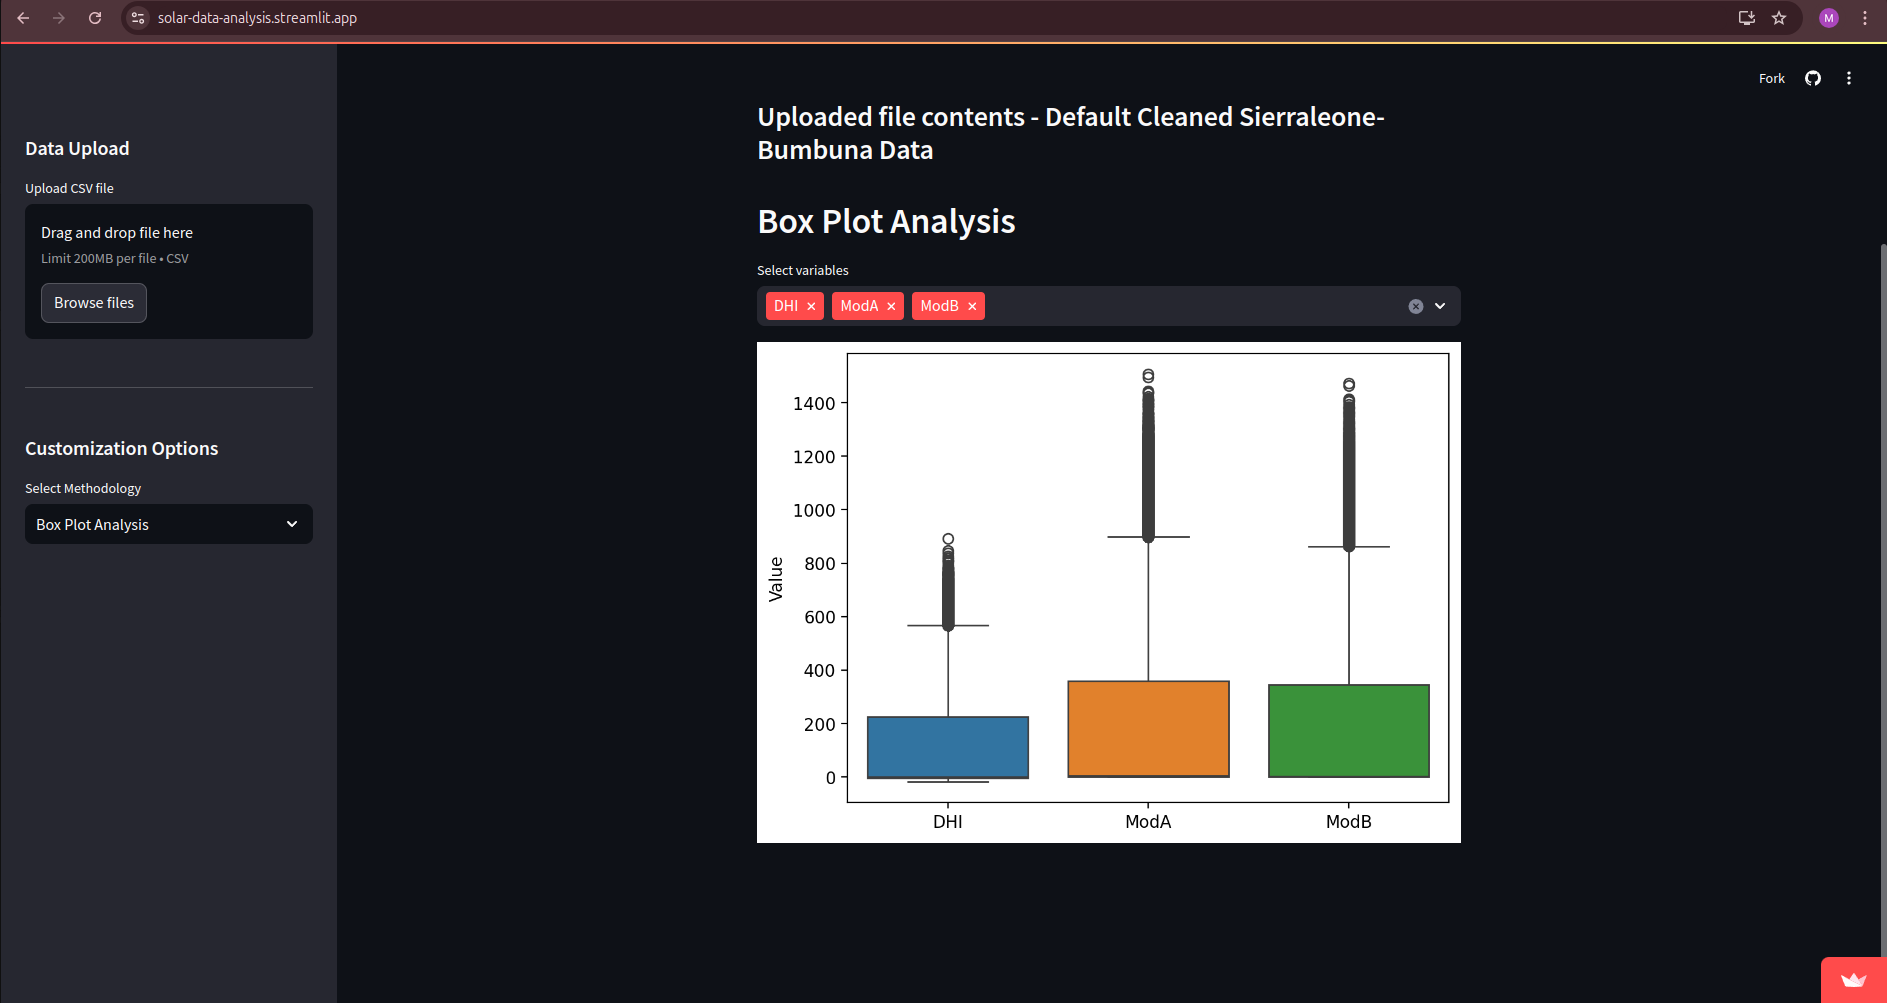 solar-data-analysis.streamlit.app
M
Fork
Data Upload
Upload CSV file
Drag and drop file here
Limit 200MB per file • CSV
Browse files
Customization Options
Select Methodology
Box Plot Analysis
Uploaded file contents - Default Cleaned Sierraleone-
Bumbuna Data
Box Plot Analysis
Select variables
DHI ModA ModB
1400
1200
1000
800
600
400
200
0
Value
DHI ModA ModB